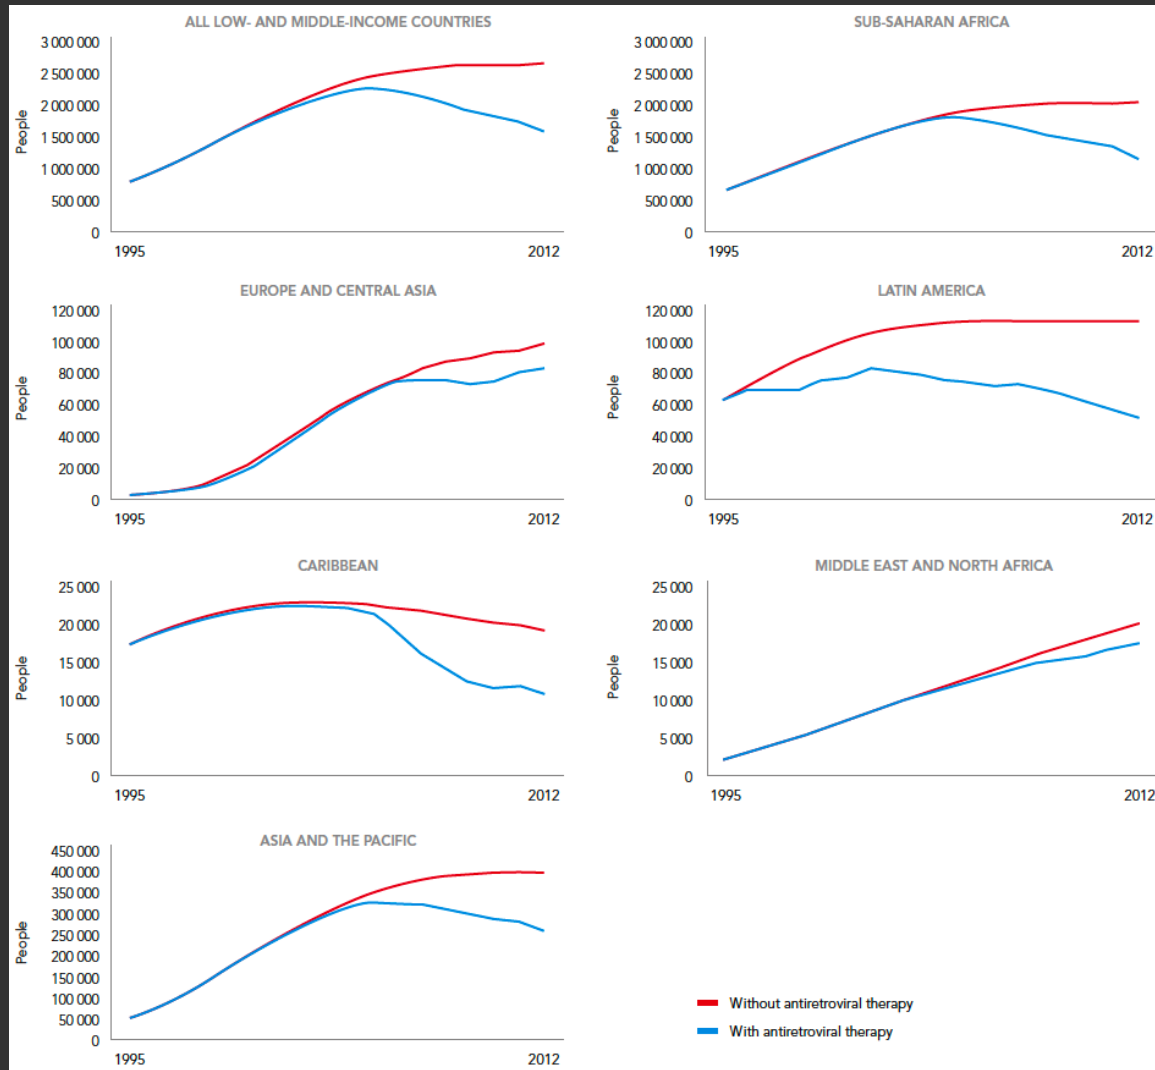 ALL LOW- AND MIDDLE-INCOME COUNTRIES
3 000 000
2 500 000
2 000 000
1 500 000
1 000 000
500 000
0
People
1995 2012
SUB-SAHARAN AFRICA
3 000 000
2 500 000
2 000 000
1 500 000
1 000 000
500 000
0
People
1995 2012
EUROPE AND CENTRAL ASIA
120 000
100 000
80 000
60 000
40 000
20 000
0
People
1995 2012
LATIN AMERICA
120 000
100 000
80 000
60 000
40 000
20 000
0
People
1995 2012
CARIBBEAN
25 000
20 000
15 000
10 000
5 000
0
People
1995 2012
MIDDLE EAST AND NORTH AFRICA
25 000
20 000
15 000
10 000
5 000
0
People
1995 2012
ASIA AND THE PACIFIC
450 000
400 000
350 000
300 000
250 000
200 000
150 000
100 000
50 000
0
People
1995 2012
Without antiretroviral therapy
With antiretroviral therapy